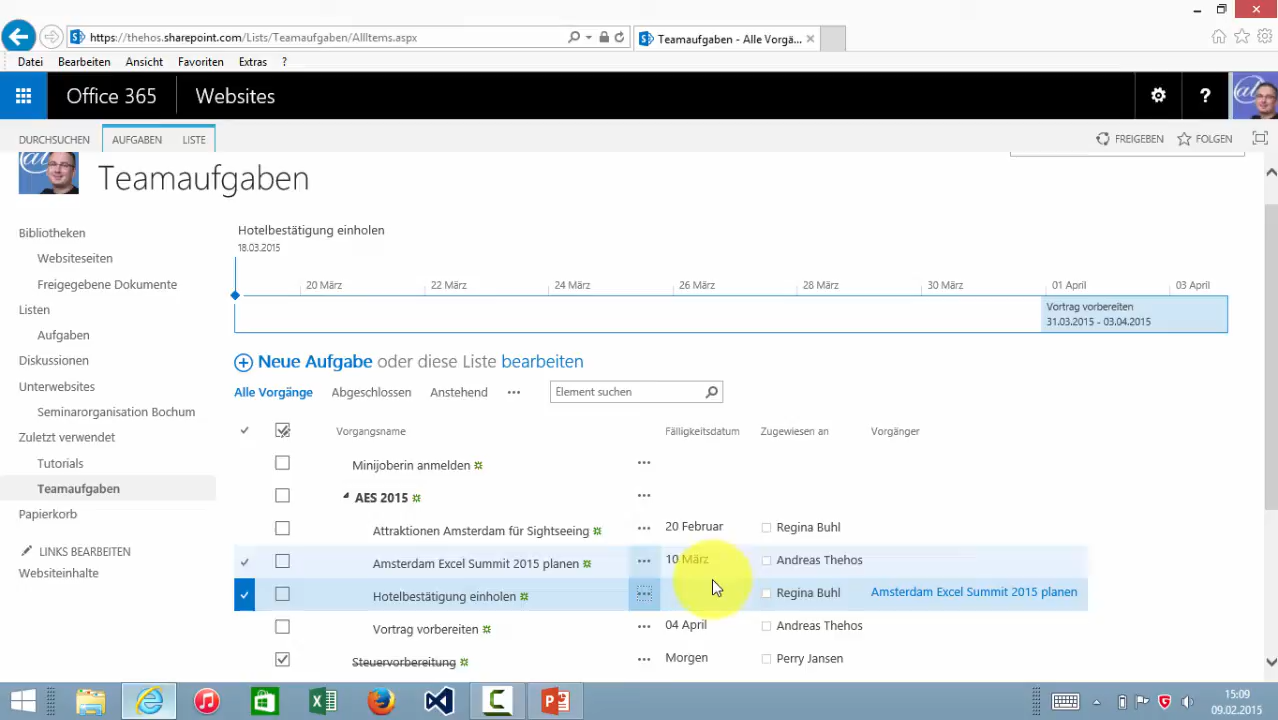 https://thehos.sharepoint.com/Lists/Teamaufgaben/AllItems.aspx
Teamaufgaben - Alle Vorgä...
Datei Bearbeiten Ansicht Favoriten Extras ?
Office 365 Websites ?
DURCHSUCHEN AUFGABEN LISTE FREIGEBEN FOLGEN
Teamaufgaben
Bibliotheken
Websiteseiten
Freigegebene Dokumente
Listen
Aufgaben
Diskussionen
Unterwebsites
Seminarorganisation Bochum
Zuletzt verwendet
Tutorials
Teamaufgaben
Papierkorb
LINKS BEARBEITEN
Websiteinhalte
Hotelbestätigung einholen
18.03.2015
20 März 22 März 24 März 26 März 28 März 30 März 01 April 03 April
Vortrag vorbereiten
31.03.2015 - 03.04.2015
Neue Aufgabe oder diese Liste bearbeiten
Alle Vorgänge Abgeschlossen Anstehend ... Element suchen
Vorgangsname Fälligkeitsdatum Zugewiesen an Vorgänger
Minijoberin anmelden ...
AES 2015 ...
Attraktionen Amsterdam für Sightseeing ... 20 Februar Regina Buhl
Amsterdam Excel Summit 2015 planen ... 10 März Andreas Thehos
Hotelbestätigung einholen ... Regina Buhl Amsterdam Excel Summit 2015 planen
Vortrag vorbereiten ... 04 April Andreas Thehos
Steuervorbereitung ... Morgen Perry Jansen
15:09
09.02.2015